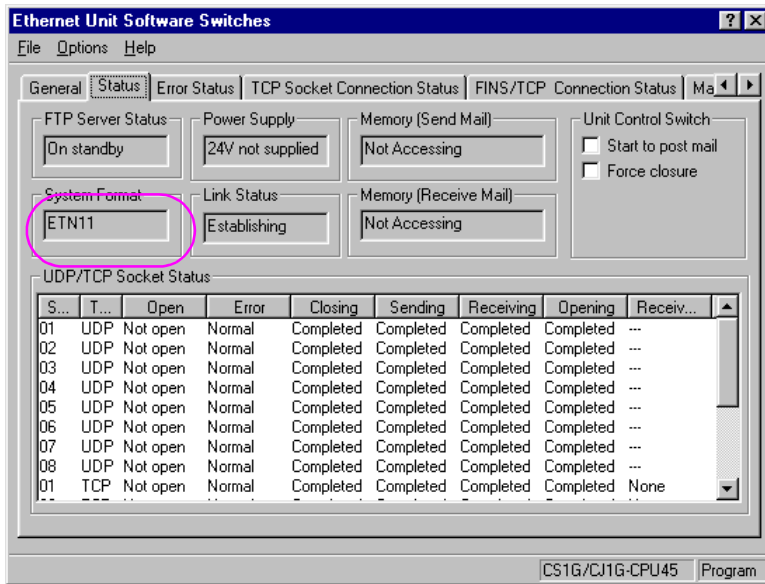 Ethernet Unit Software Switches
File Options Help
General Status Error Status TCP Socket Connection Status FINS/TCP Connection Status Ma
FTP Server Status Power Supply Memory (Send Mail) Unit Control Switch
On standby 24V not supplied Not Accessing Start to post mail
Force closure
System Format Link Status Memory (Receive Mail)
ETN11 Establishing Not Accessing
UDP/TCP Socket Status
S... T... Open Error Closing Sending Receiving Opening Receiv...
01 UDP Not open Normal Completed Completed Completed Completed ---
02 UDP Not open Normal Completed Completed Completed Completed ---
03 UDP Not open Normal Completed Completed Completed Completed ---
04 UDP Not open Normal Completed Completed Completed Completed ---
05 UDP Not open Normal Completed Completed Completed Completed ---
06 UDP Not open Normal Completed Completed Completed Completed ---
07 UDP Not open Normal Completed Completed Completed Completed ---
08 UDP Not open Normal Completed Completed Completed Completed ---
01 TCP Not open Normal Completed Completed Completed Completed None
CS1G/CJ1G-CPU45 Program